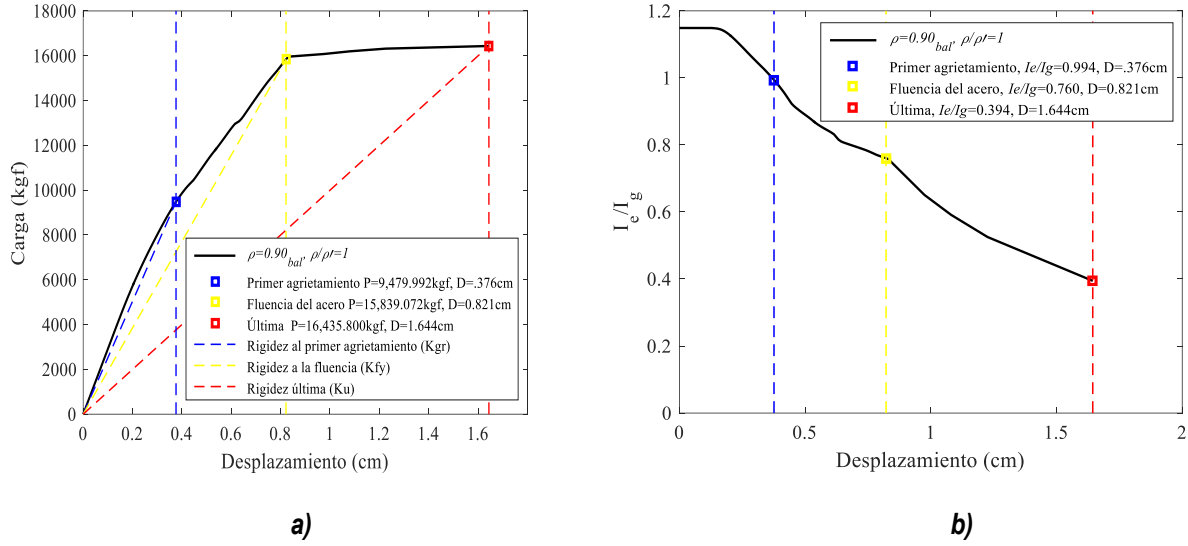 18000
16000
14000
12000
10000
8000
6000
4000
2000
0
Carga (kgf)
ρ=0.90bal, ρ/ρ'=1
Primer agrietamiento P=9,479.992kgf, D=.376cm
Fluencia del acero P=15,839.072kgf, D=0.821cm
Última P=16,435.800kgf, D=1.644cm
Rigidez al primer agrietamiento (Kgr)
Rigidez a la fluencia (Kfy)
Rigidez última (Ku)
0 0.2 0.4 0.6 0.8 1 1.2 1.4 1.6
Desplazamiento (cm)
a)
1.2
1
0.8
0.6
0.4
0.2
0
Ie/Ig
ρ=0.90bal, ρ/ρ'=1
Primer agrietamiento, Ie/Ig=0.994, D=.376cm
Fluencia del acero, Ie/Ig=0.760, D=0.821cm
Última, Ie/Ig=0.394, D=1.644cm
0 0.5 1 1.5 2
Desplazamiento (cm)
b)